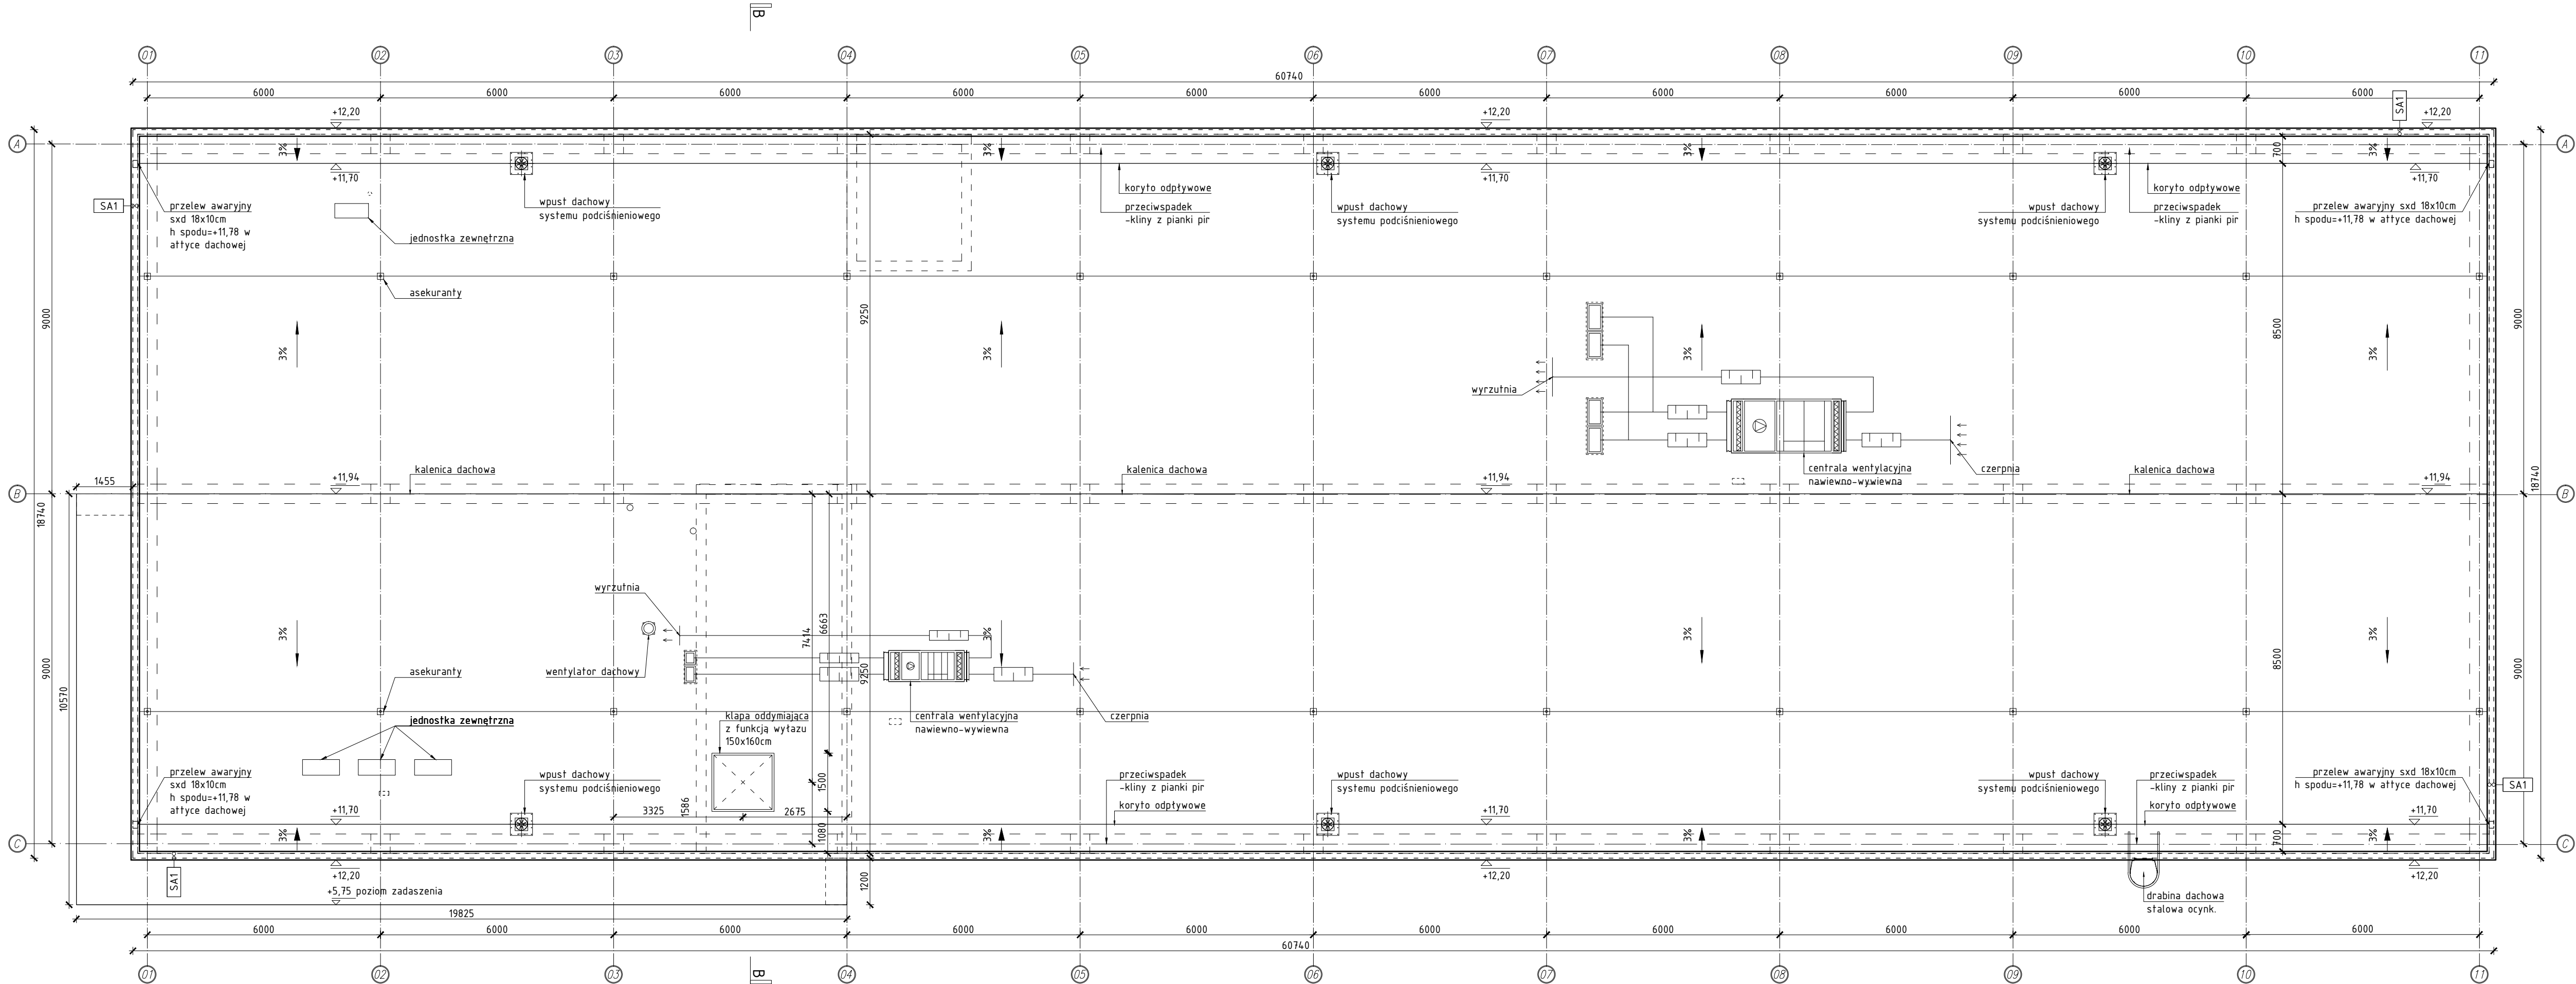 B
01 02 03 04 05 06 07 08 09 10 11
60740
6000 6000 6000 6000 6000 6000 6000 6000 6000 6000
+12,20 +12,20 SA1 +12,20
A A
3% 3% 3% 700 3%
+11,70 +11,70 +11,70
SA1
przelew awaryjny
sxd 18x10cm
h spodu=+11,78 w
attyce dachowej
jednostka zewnętrzna
wpust dachowy
systemu podciśnieniowego
koryto odpływowe
przeciwspadek
-kliny z pianki pir
wpust dachowy
systemu podciśnieniowego
wpust dachowy
systemu podciśnieniowego
koryto odpływowe
przeciwspadek
-kliny z pianki pir
przelew awaryjny sxd 18x10cm
h spodu=+11,78 w attyce dachowej
asekuranty
9000 9250 8500 9000
3% 3% 3% 3%
wyrzutnia
centrala wentylacyjna
nawiewno-wywiewna
czerpnia
1455
kalenica dachowa
kalenica dachowa
kalenica dachowa
+11,94 +11,94 +11,94
B B
18740 18740
wyrzutnia
wentylator dachowy
7414 6663
3% 3% 3% 3%
9000 10570 9250 8500 9000
asekuranty
jednostka zewnętrzna
klapa oddymiająca
z funkcją wyłazu
150x160cm
centrala wentylacyjna
nawiewno-wywiewna
czerpnia
przelew awaryjny
sxd 18x10cm
h spodu=+11,78 w
attyce dachowej
wpust dachowy
systemu podciśnieniowego
1586 1500
3325 2675
1080
przeciwspadek
-kliny z pianki pir
koryto odpływowe
wpust dachowy
systemu podciśnieniowego
wpust dachowy
systemu podciśnieniowego
przeciwspadek
-kliny z pianki pir
koryto odpływowe
przelew awaryjny sxd 18x10cm
h spodu=+11,78 w attyce dachowej
SA1
+11,70 +11,70 +11,70
3% 3% 3% 700 3%
C C
SA1
+12,20 +12,20 +12,20
+5,75 poziom zadaszenia
1200
drabina dachowa
stalowa ocynk.
19825
6000 6000 6000 6000 6000 6000 6000 6000 6000 6000
60740
01 02 03 04 05 06 07 08 09 10 11
B